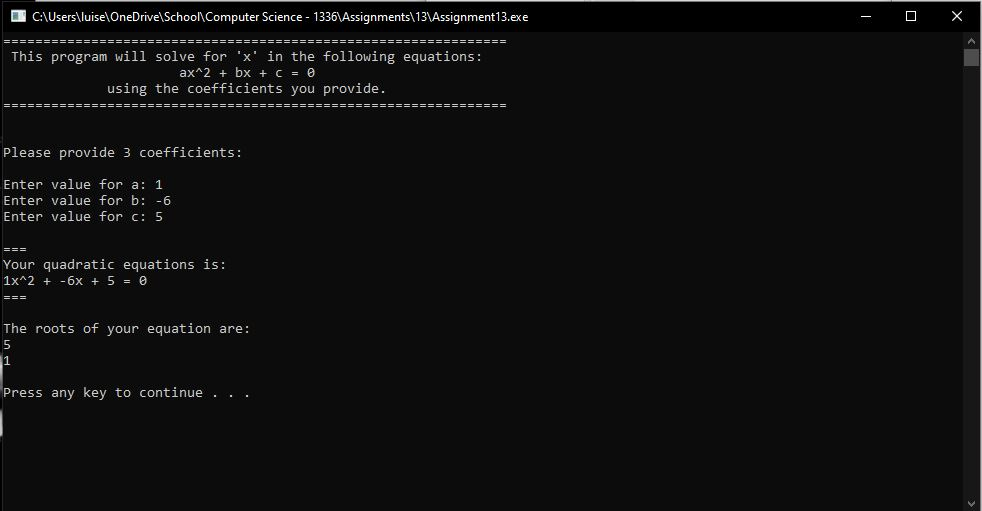 C:\Users\luise\OneDrive\School\Computer Science - 1336\Assignments\13\Assignment13.exe
===============================================================
This program will solve for 'x' in the following equations:
ax^2 + bx + c = 0
using the coefficients you provide.
===============================================================
Please provide 3 coefficients:
Enter value for a: 1
Enter value for b: -6
Enter value for c: 5
===
Your quadratic equations is:
1x^2 + -6x + 5 = 0
===
The roots of your equation are:
5
1
Press any key to continue . . .